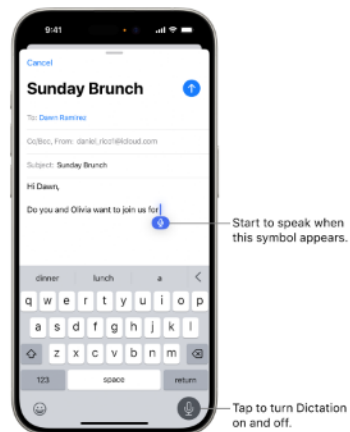 9:41
Cancel
Sunday Brunch
To: Dawn Ramirez
Cc/Bcc, From: daniel_rico1@icloud.com
Subject: Sunday Brunch
Hi Dawn,
Do you and Olivia want to join us for
Start to speak when
this symbol appears.
dinner lunch a
q w e r t y u i o p
a s d f g h j k l
z x c v b n m
123 space return
Tap to turn Dictation
on and off.